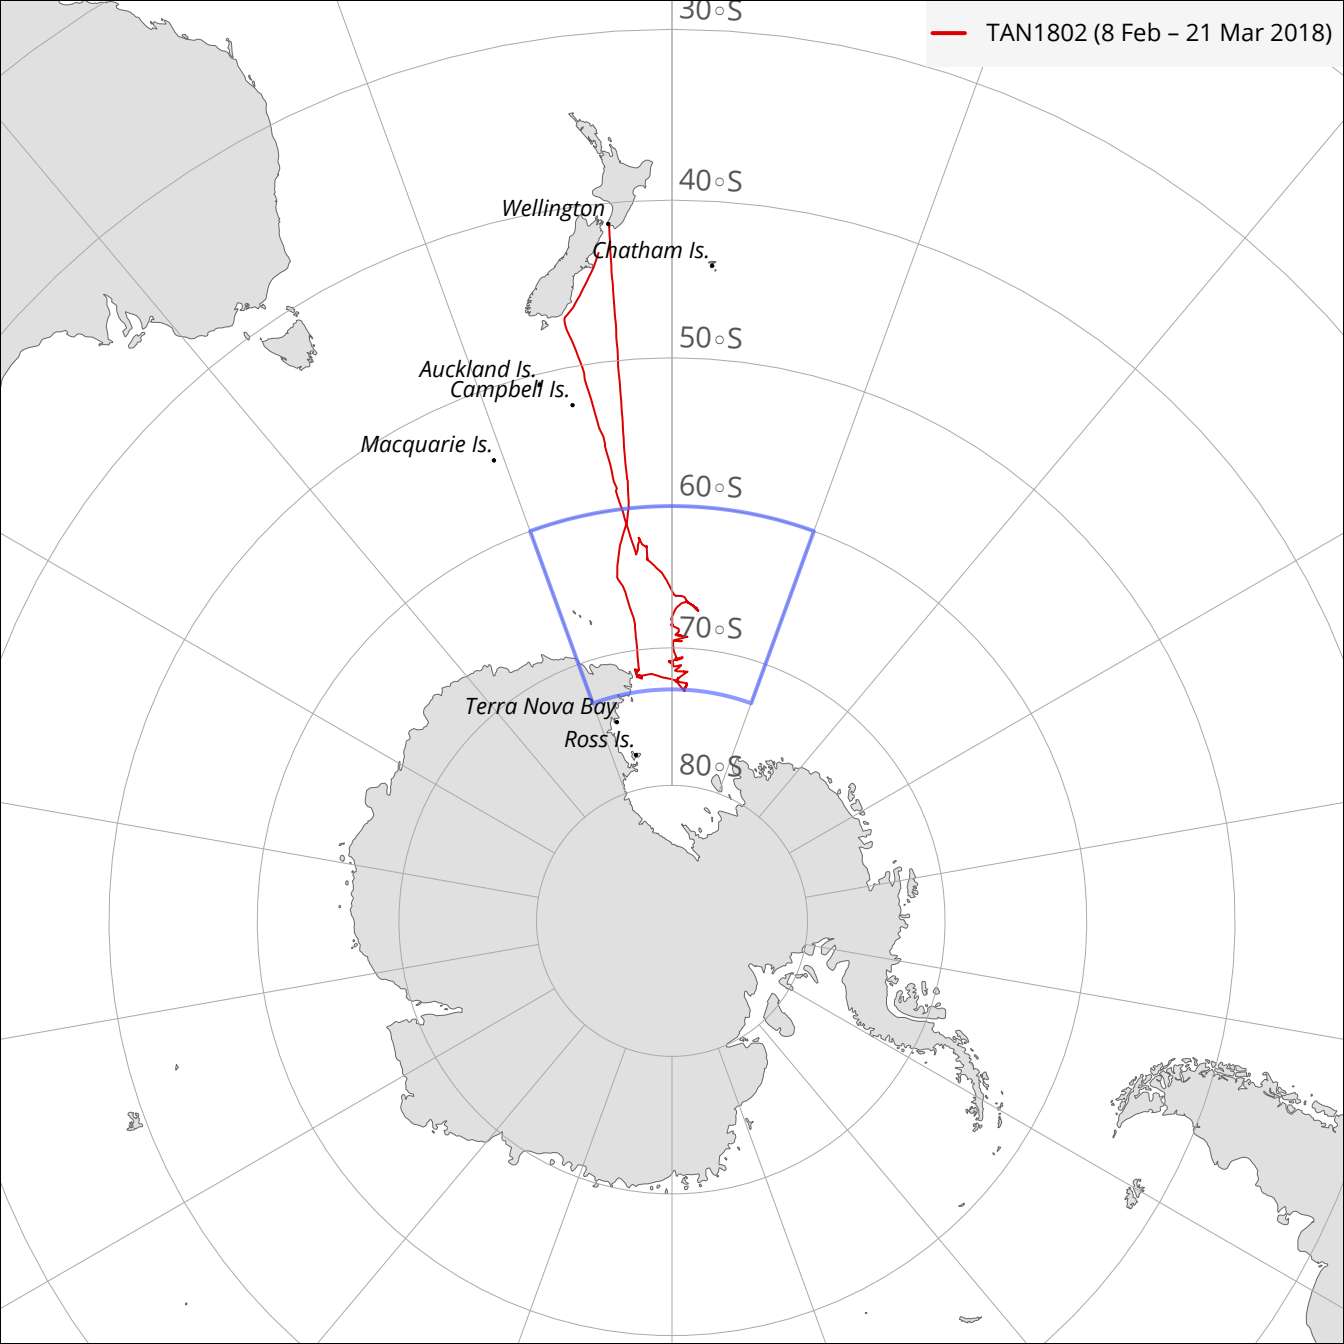 30°S
TAN1802 (8 Feb – 21 Mar 2018)
40°S
Wellington
Chatham Is.
50°S
Auckland Is.
Campbell Is.
Macquarie Is.
60°S
70°S
Terra Nova Bay
Ross Is.
80°S